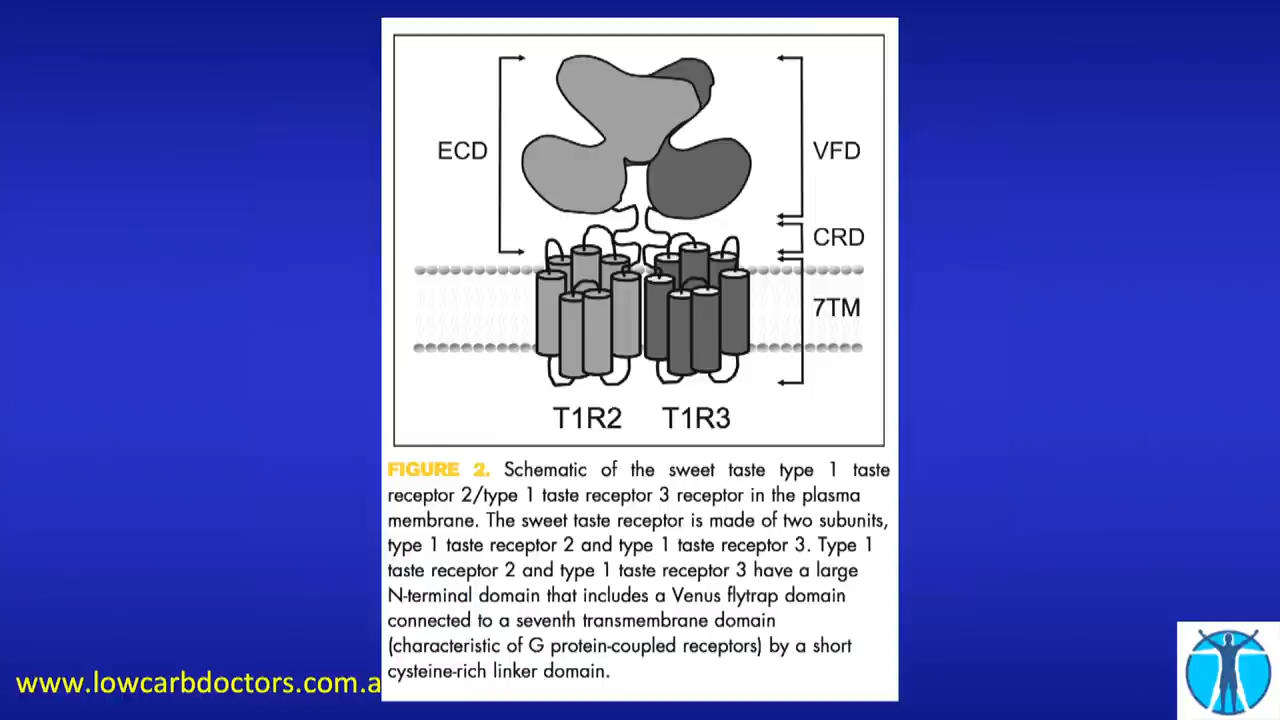 ECD
VFD
CRD
7TM
T1R2 T1R3
FIGURE 2. Schematic of the sweet taste type 1 taste
receptor 2/type 1 taste receptor 3 receptor in the plasma
membrane. The sweet taste receptor is made of two subunits,
type 1 taste receptor 2 and type 1 taste receptor 3. Type 1
taste receptor 2 and type 1 taste receptor 3 have a large
N-terminal domain that includes a Venus flytrap domain
connected to a seventh transmembrane domain
(characteristic of G protein-coupled receptors) by a short
cysteine-rich linker domain.
www.lowcarbdoctors.com.a